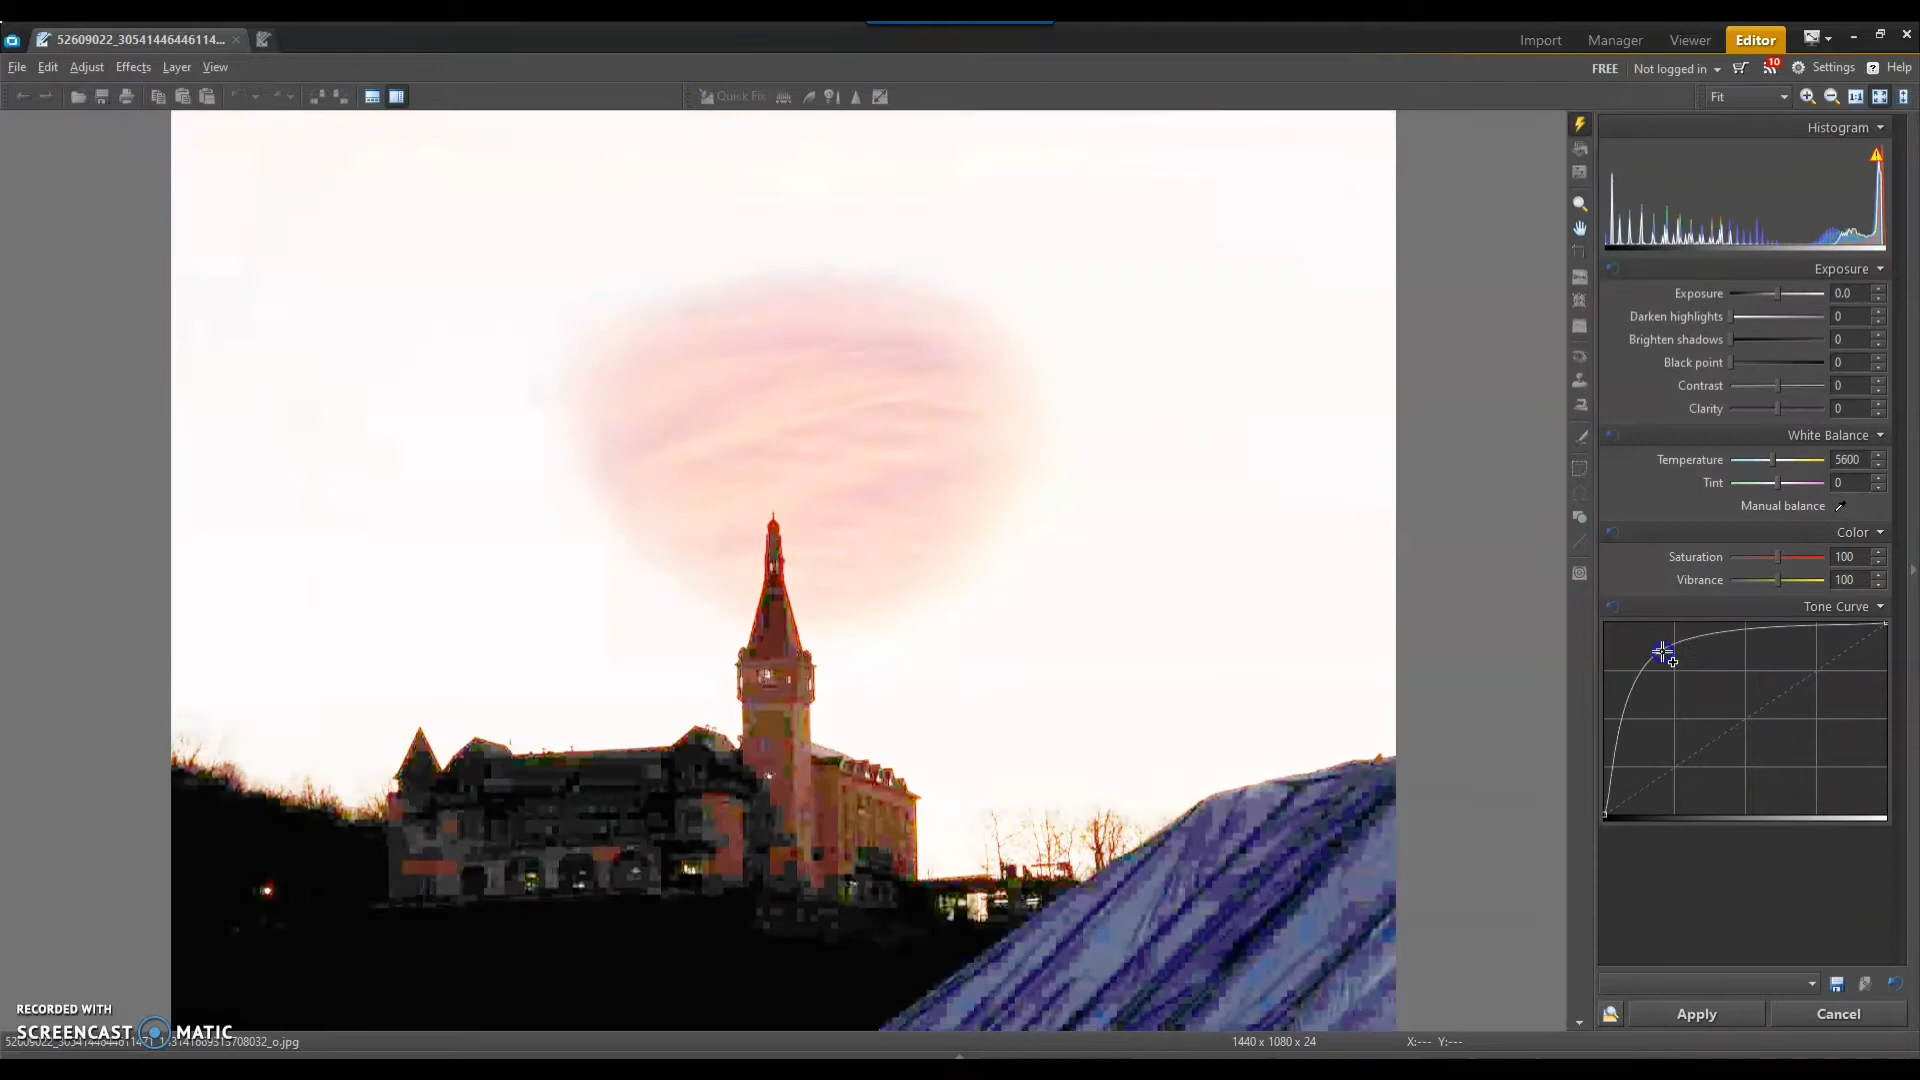 52609022_30541446446114...
Import
Manager
Viewer
Editor
File
Edit
Adjust
Effects
Layer
View
FREE
Not logged in
10
Settings
Help
Quick Fix
Fit
1:1
Histogram
Exposure
Exposure 0.0
Darken highlights 0
Brighten shadows 0
Black point 0
Contrast 0
Clarity 0
White Balance
Temperature 5600
Tint 0
Manual balance
Color
Saturation 100
Vibrance 100
Tone Curve
Apply
Cancel
RECORDED WITH
SCREENCAST MATIC
1440 x 1080 x 24
X:--- Y:---